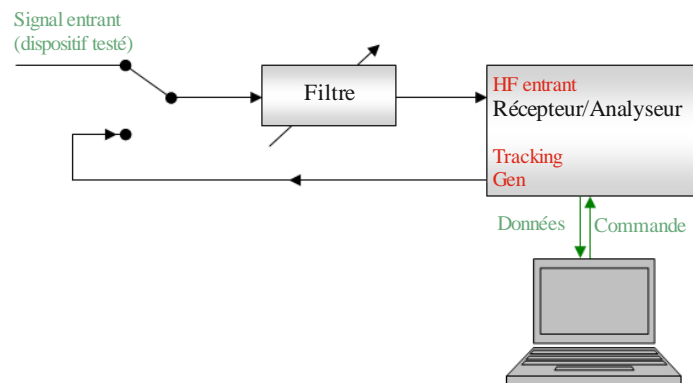 Signal entrant
(dispositif testé)
Filtre
HF entrant
Récepteur/Analyseur
Tracking
Gen
Données
Commande